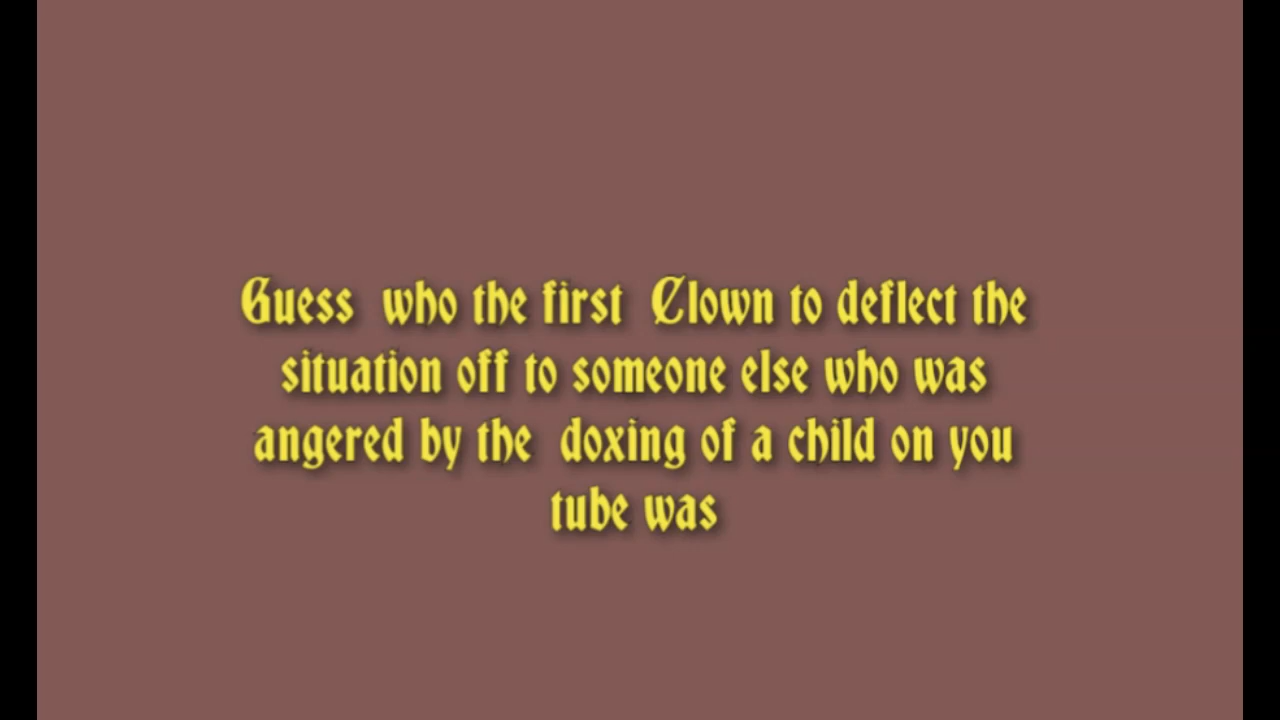 Guess who the first Clown to deflect the
situation off to someone else who was
angered by the doxing of a child on you
tube was